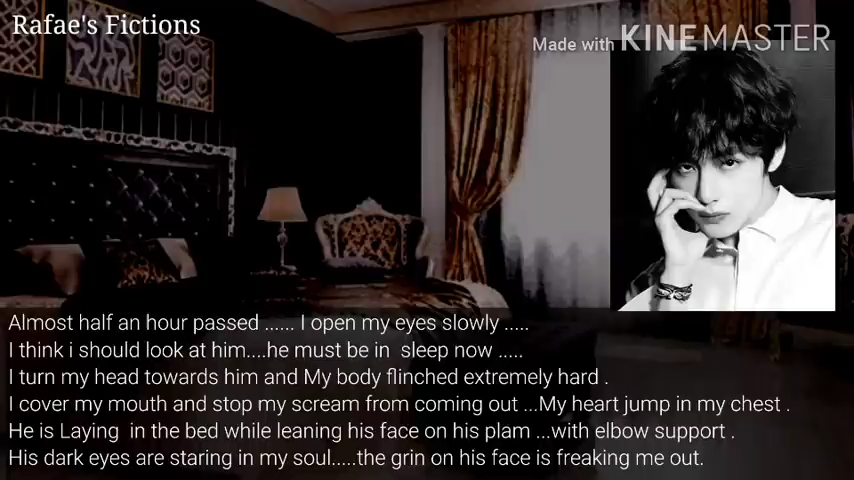 Rafae's Fictions
Made with KINEMASTER
Almost half an hour passed ...... I open my eyes slowly .....
I think i should look at him....he must be in  sleep now .....
I turn my head towards him and My body flinched extremely hard .
I cover my mouth and stop my scream from coming out ...My heart jump in my chest .
He is Laying  in the bed while leaning his face on his plam ...with elbow support .
His dark eyes are staring in my soul.....the grin on his face is freaking me out.